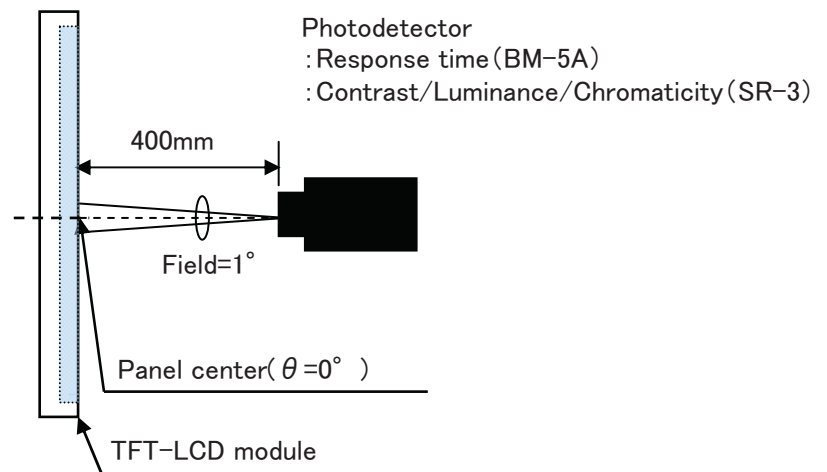 Photodetector
:Response time(BM-5A)
:Contrast/Luminance/Chromaticity(SR-3)
400mm
Field=1°
Panel center( θ=0° )
TFT-LCD module